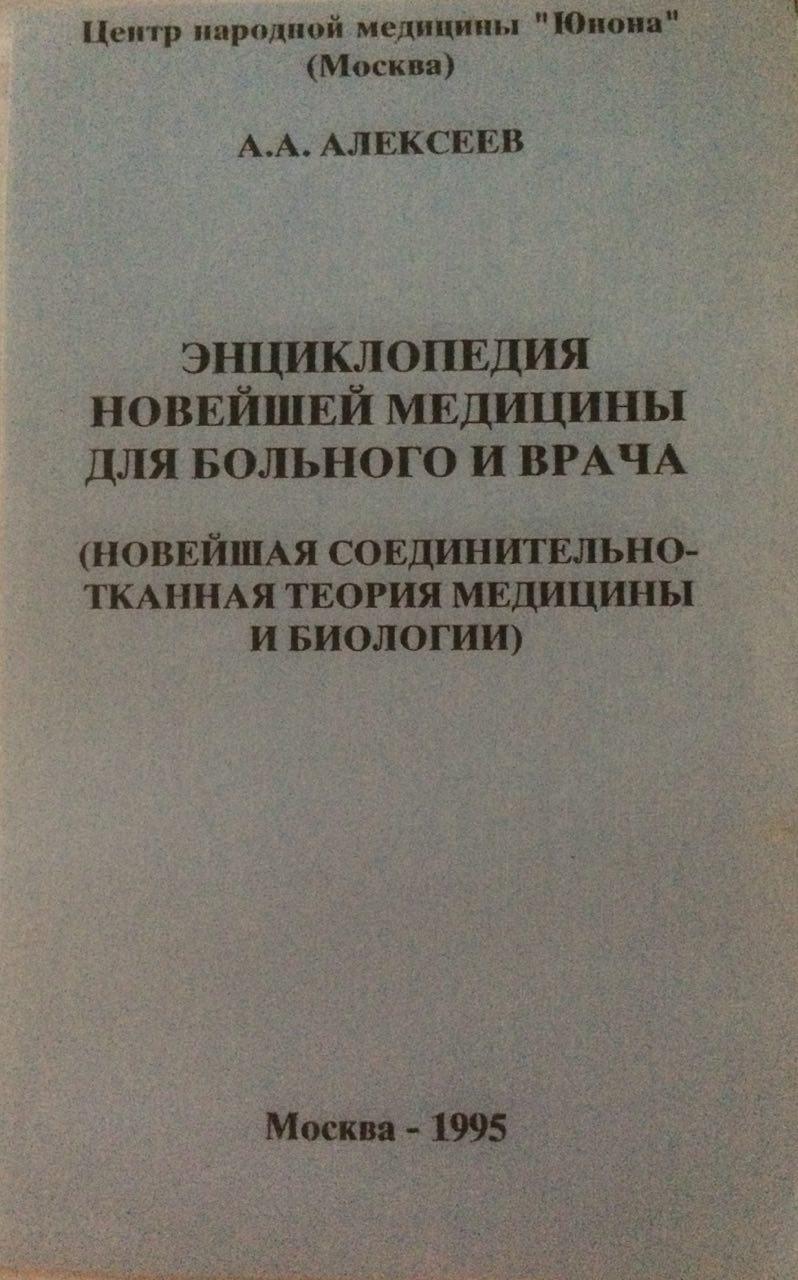 Центр народной медицины "Юнона"
(Москва)
А.А. АЛЕКСЕЕВ
ЭНЦИКЛОПЕДИЯ
НОВЕЙШЕЙ МЕДИЦИНЫ
ДЛЯ БОЛЬНОГО И ВРАЧА
(НОВЕЙШАЯ СОЕДИНИТЕЛЬНО-
ТКАННАЯ ТЕОРИЯ МЕДИЦИНЫ
И БИОЛОГИИ)
Москва - 1995